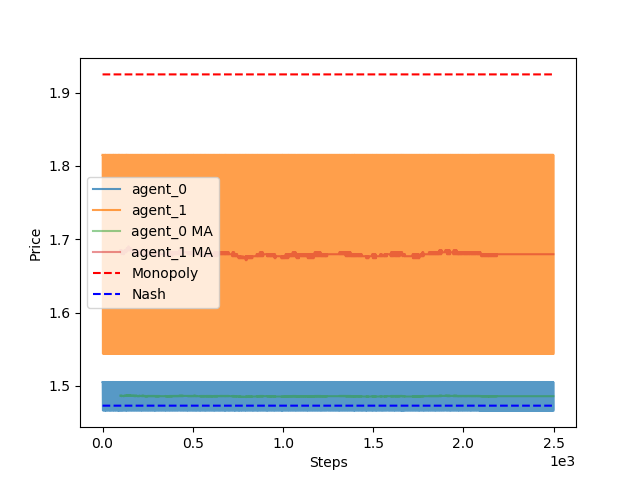 1.9
1.8
1.7
1.6
1.5
Price
agent_0
agent_1
agent_0 MA
agent_1 MA
Monopoly
Nash
0.0 0.5 1.0 1.5 2.0 2.5
Steps
1e3